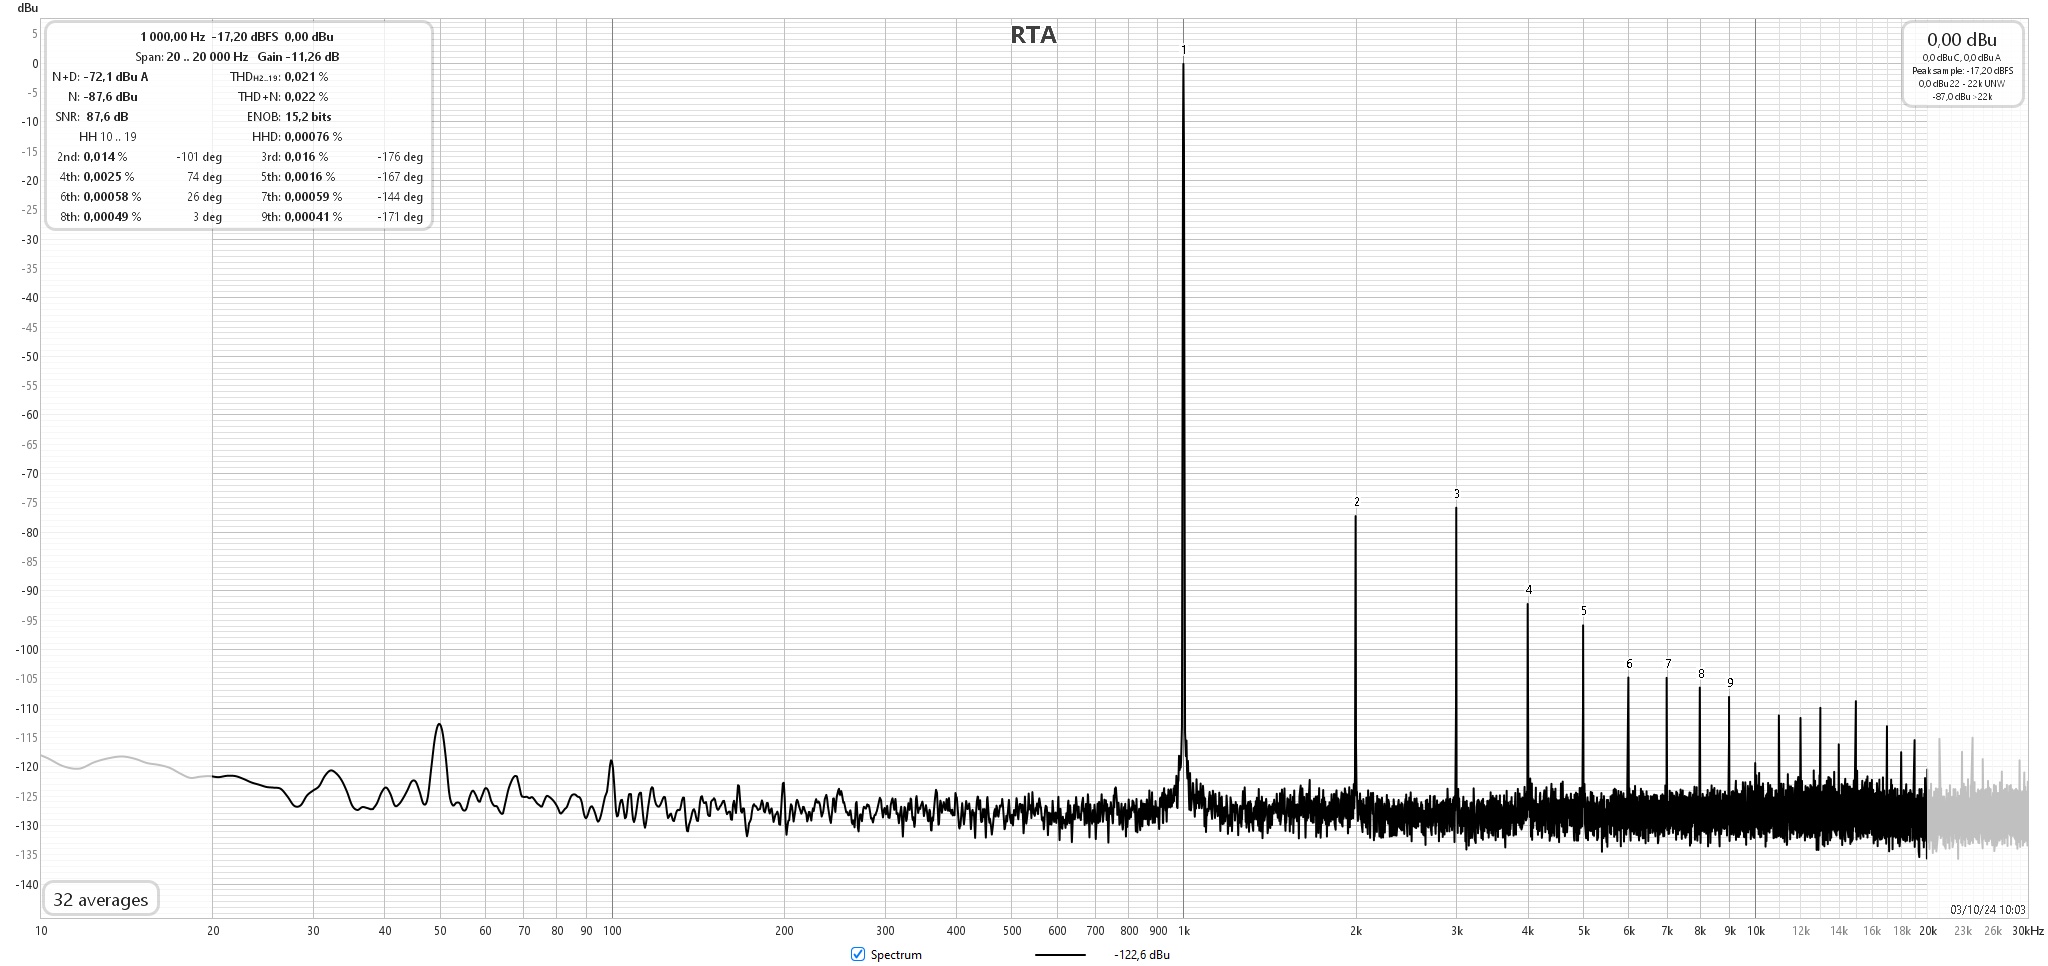 dBu
RTA
1 000,00 Hz -17,20 dBFS 0,00 dBu
Span: 20 .. 20 000 Hz Gain -11,26 dB
N+D: -72,1 dBu A THD H2..19: 0,021 %
N: -87,6 dBu THD+N: 0,022 %
SNR: 87,6 dB ENOB: 15,2 bits
HH 10 .. 19 HHD: 0,00076 %
2nd: 0,014 % -101 deg 3rd: 0,016 % -176 deg
4th: 0,0025 % 74 deg 5th: 0,0016 % -167 deg
6th: 0,00058 % 26 deg 7th: 0,00059 % -144 deg
8th: 0,00049 % 3 deg 9th: 0,00041 % -171 deg
0,00 dBu
0,0 dBu C, 0,0 dBu A
Peak sample: -17,20 dBFS
0,0 dBu 22 - 22k UNW
-87,0 dBu >22k
5
0
-5
-10
-15
-20
-25
-30
-35
-40
-45
-50
-55
-60
-65
-70
-75
-80
-85
-90
-95
-100
-105
-110
-115
-120
-125
-130
-135
-140
1
2
3
4
5
6
7
8
9
32 averages
03/10/24 10:03
10 20 30 40 50 60 70 80 90 100 200 300 400 500 600 700 800 900 1k 2k 3k 4k 5k 6k 7k 8k 9k 10k 12k 14k 16k 18k 20k 23k 26k 30kHz
Spectrum -122,6 dBu